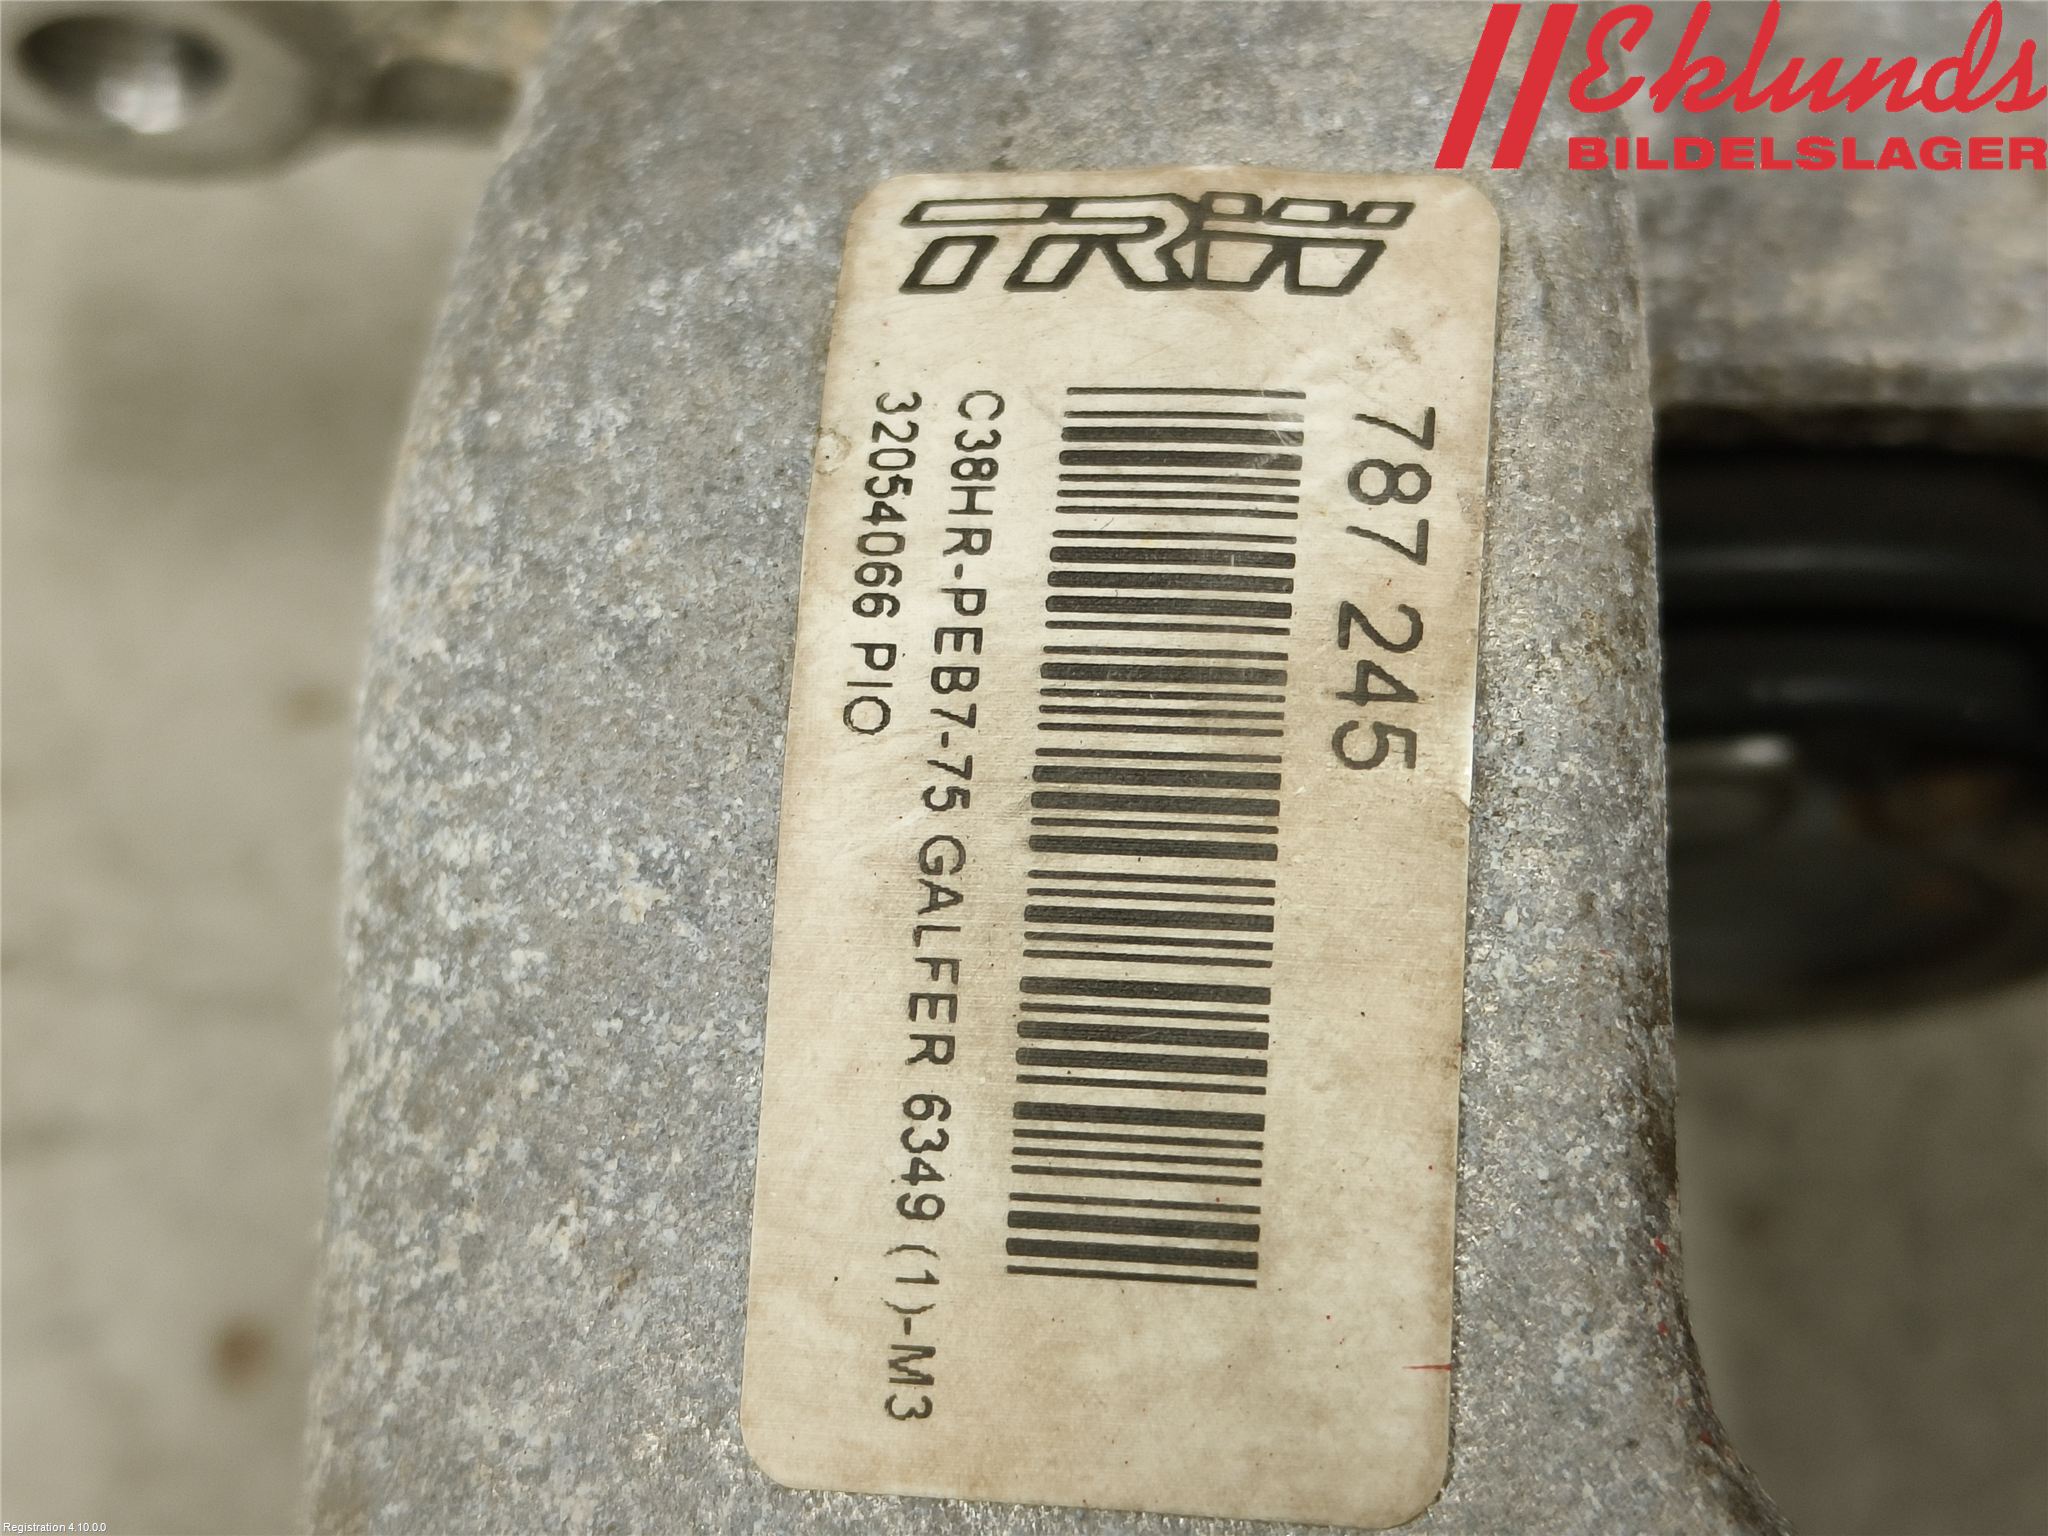 Eklunds
BILDELSLAGER
TRW
787 245
C38HR-PEB7-75 GALFER 6349 (1)-M3
32054066 PIO
Registration 4.10.0.0